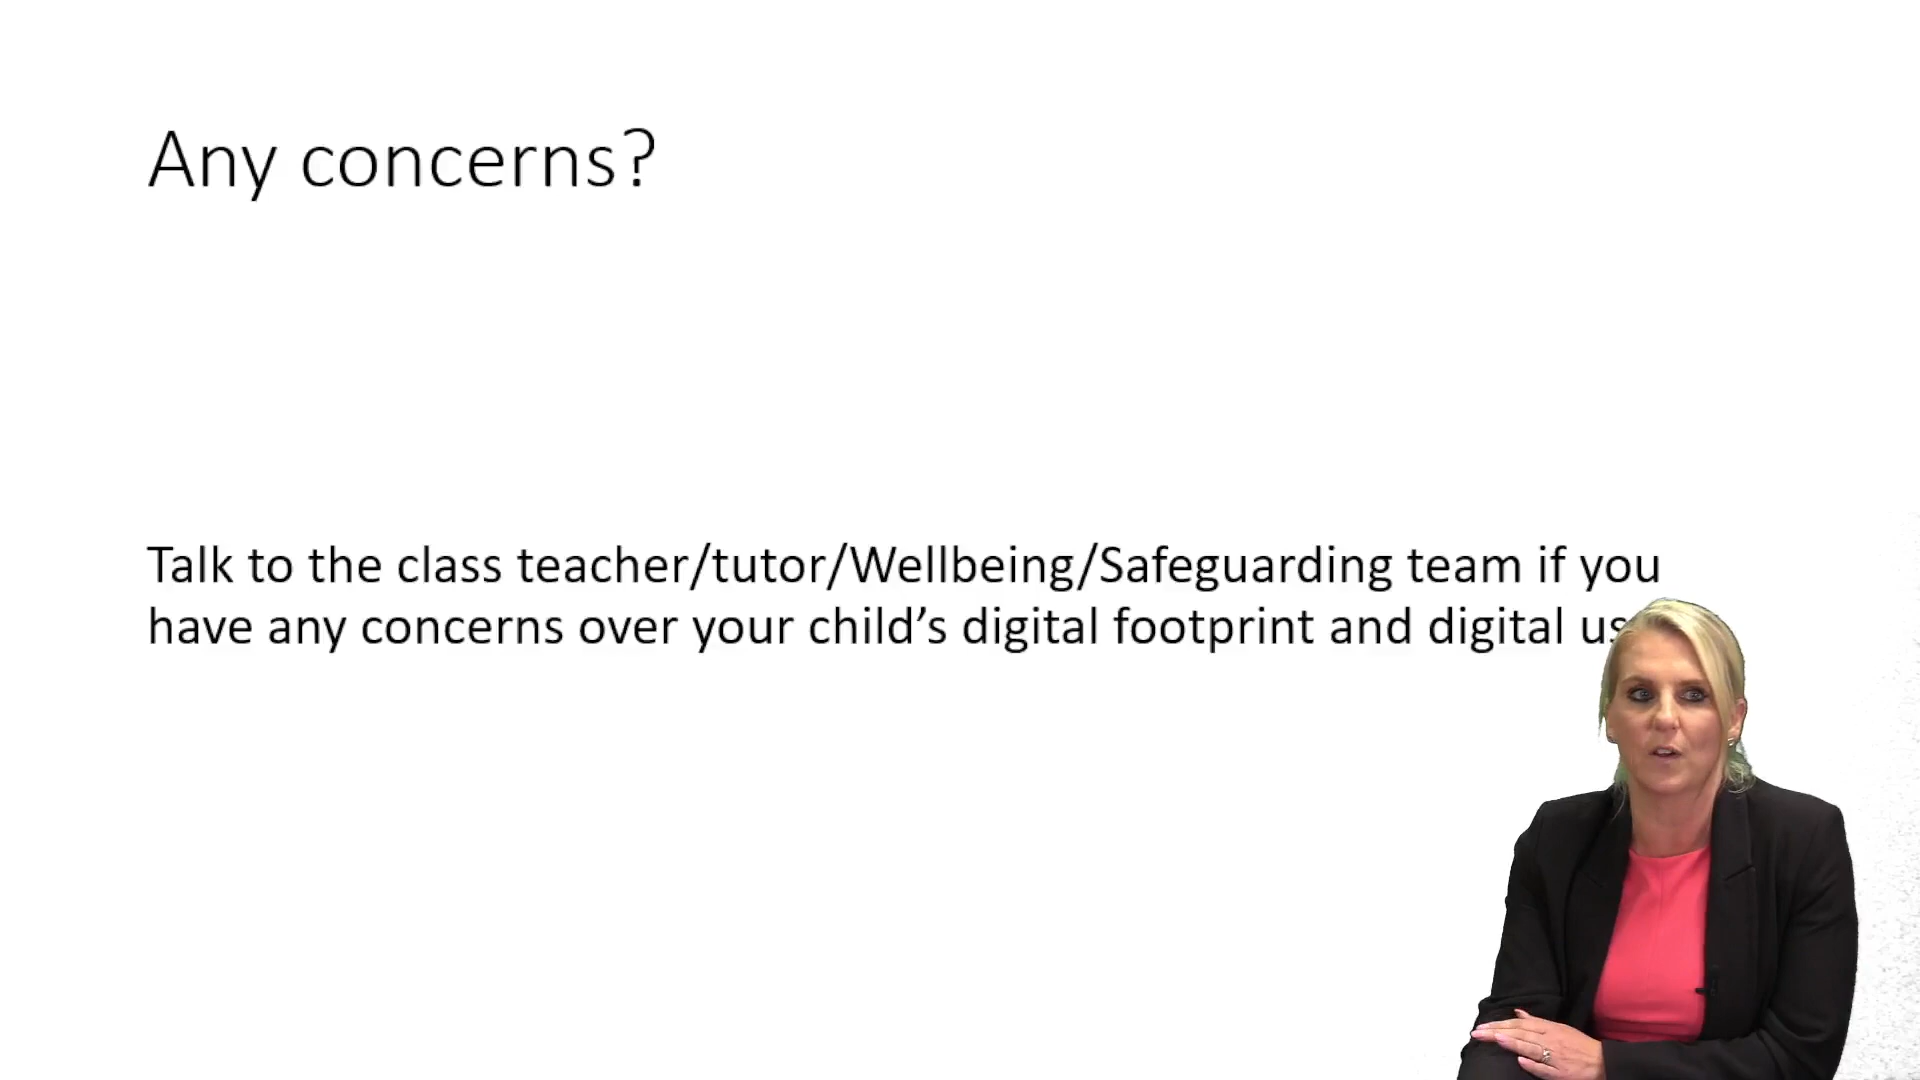 Any concerns?
Talk to the class teacher/tutor/Wellbeing/Safeguarding team if you
have any concerns over your child’s digital footprint and digital